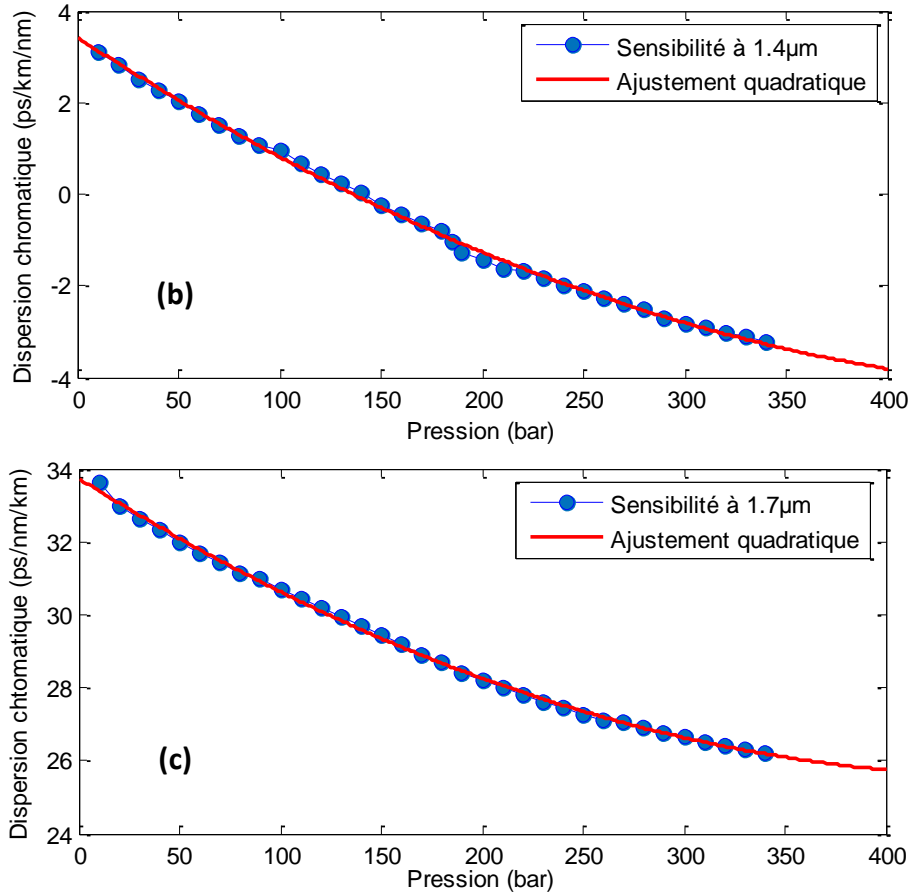 4
2
0
-2
-4
Dispersion chromatique (ps/km/nm)
Sensibilité à 1.4µm
Ajustement quadratique
(b)
0 50 100 150 200 250 300 350 400
Pression (bar)
34
32
30
28
26
24
Dispersion chtomatique (ps/nm/km)
Sensibilité à 1.7µm
Ajustement quadratique
(c)
0 50 100 150 200 250 300 350 400
Pression (bar)